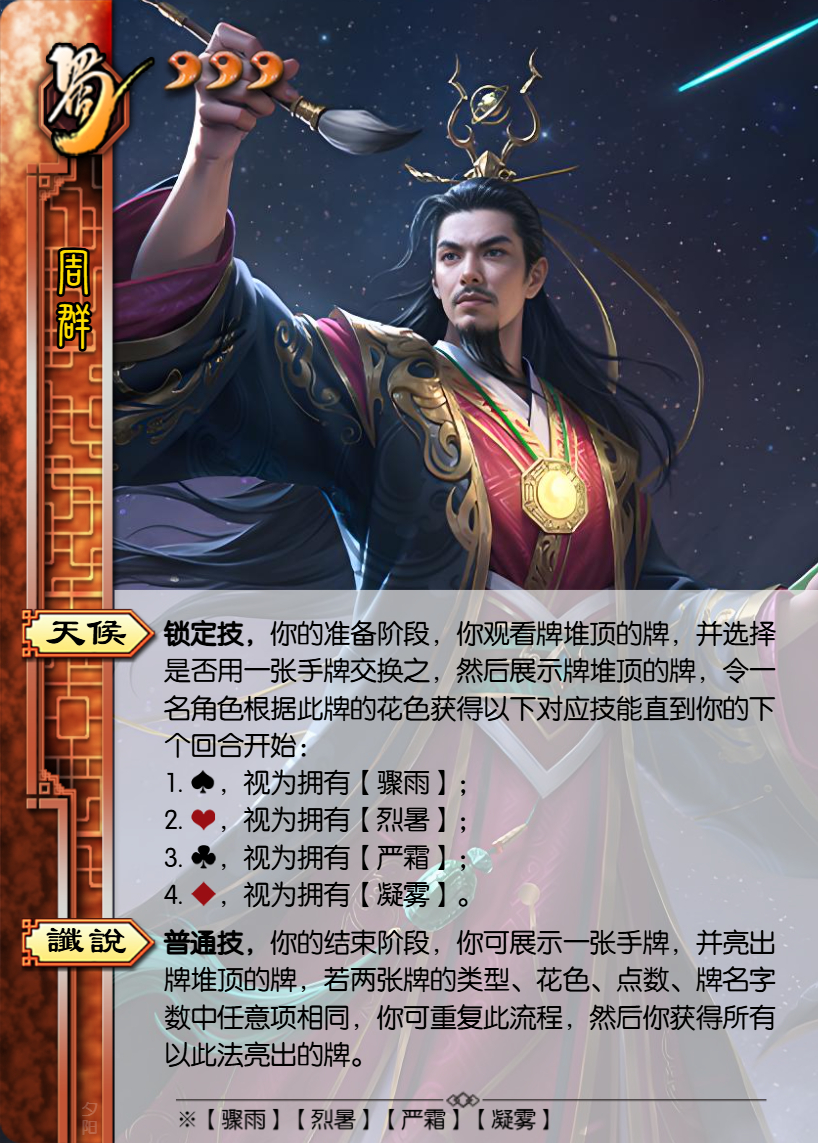 蜀
周群
天候
锁定技，你的准备阶段，你观看牌堆顶的牌，并选择
是否用一张手牌交换之，然后展示牌堆顶的牌，令一
名角色根据此牌的花色获得以下对应技能直到你的下
个回合开始：
1. ♠，视为拥有【骤雨】；
2. ♥，视为拥有【烈暑】；
3. ♣，视为拥有【严霜】；
4. ♦，视为拥有【凝雾】。
讖説
普通技，你的结束阶段，你可展示一张手牌，并亮出
牌堆顶的牌，若两张牌的类型、花色、点数、牌名字
数中任意项相同，你可重复此流程，然后你获得所有
以此法亮出的牌。
※【骤雨】【烈暑】【严霜】【凝雾】
夕阳